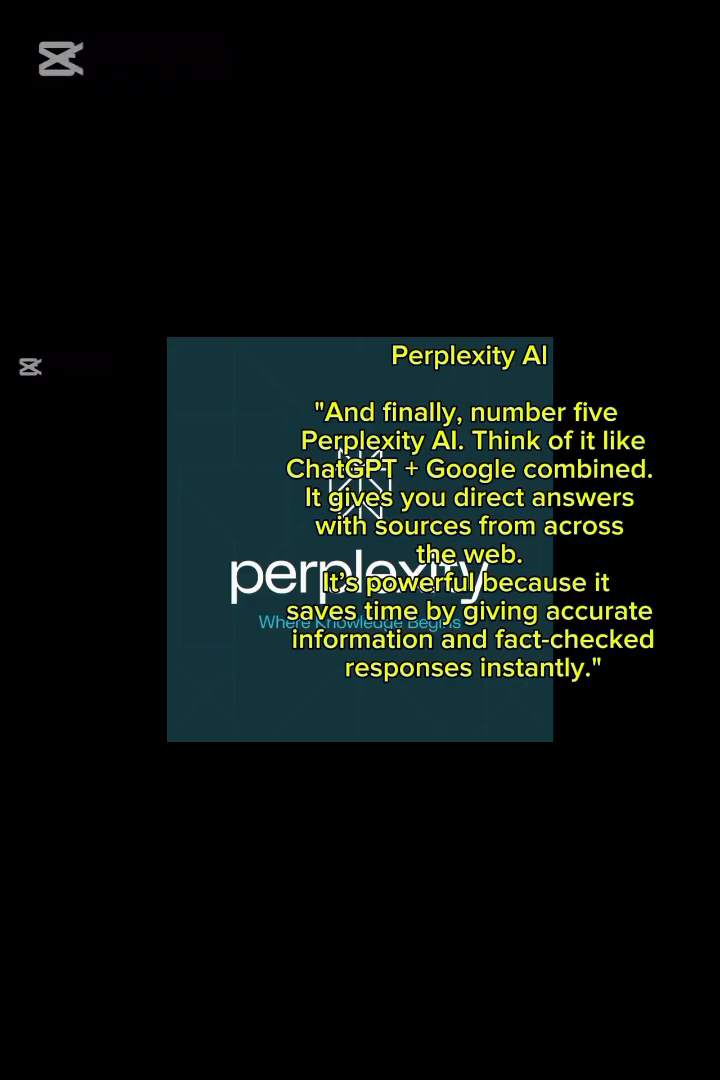 Perplexity AI
"And finally, number five
Perplexity AI. Think of it like
ChatGPT + Google combined.
It gives you direct answers
with sources from across
the web.
It’s powerful because it
saves time by giving accurate
information and fact-checked
responses instantly."
perplexity
Where Knowledge Begins